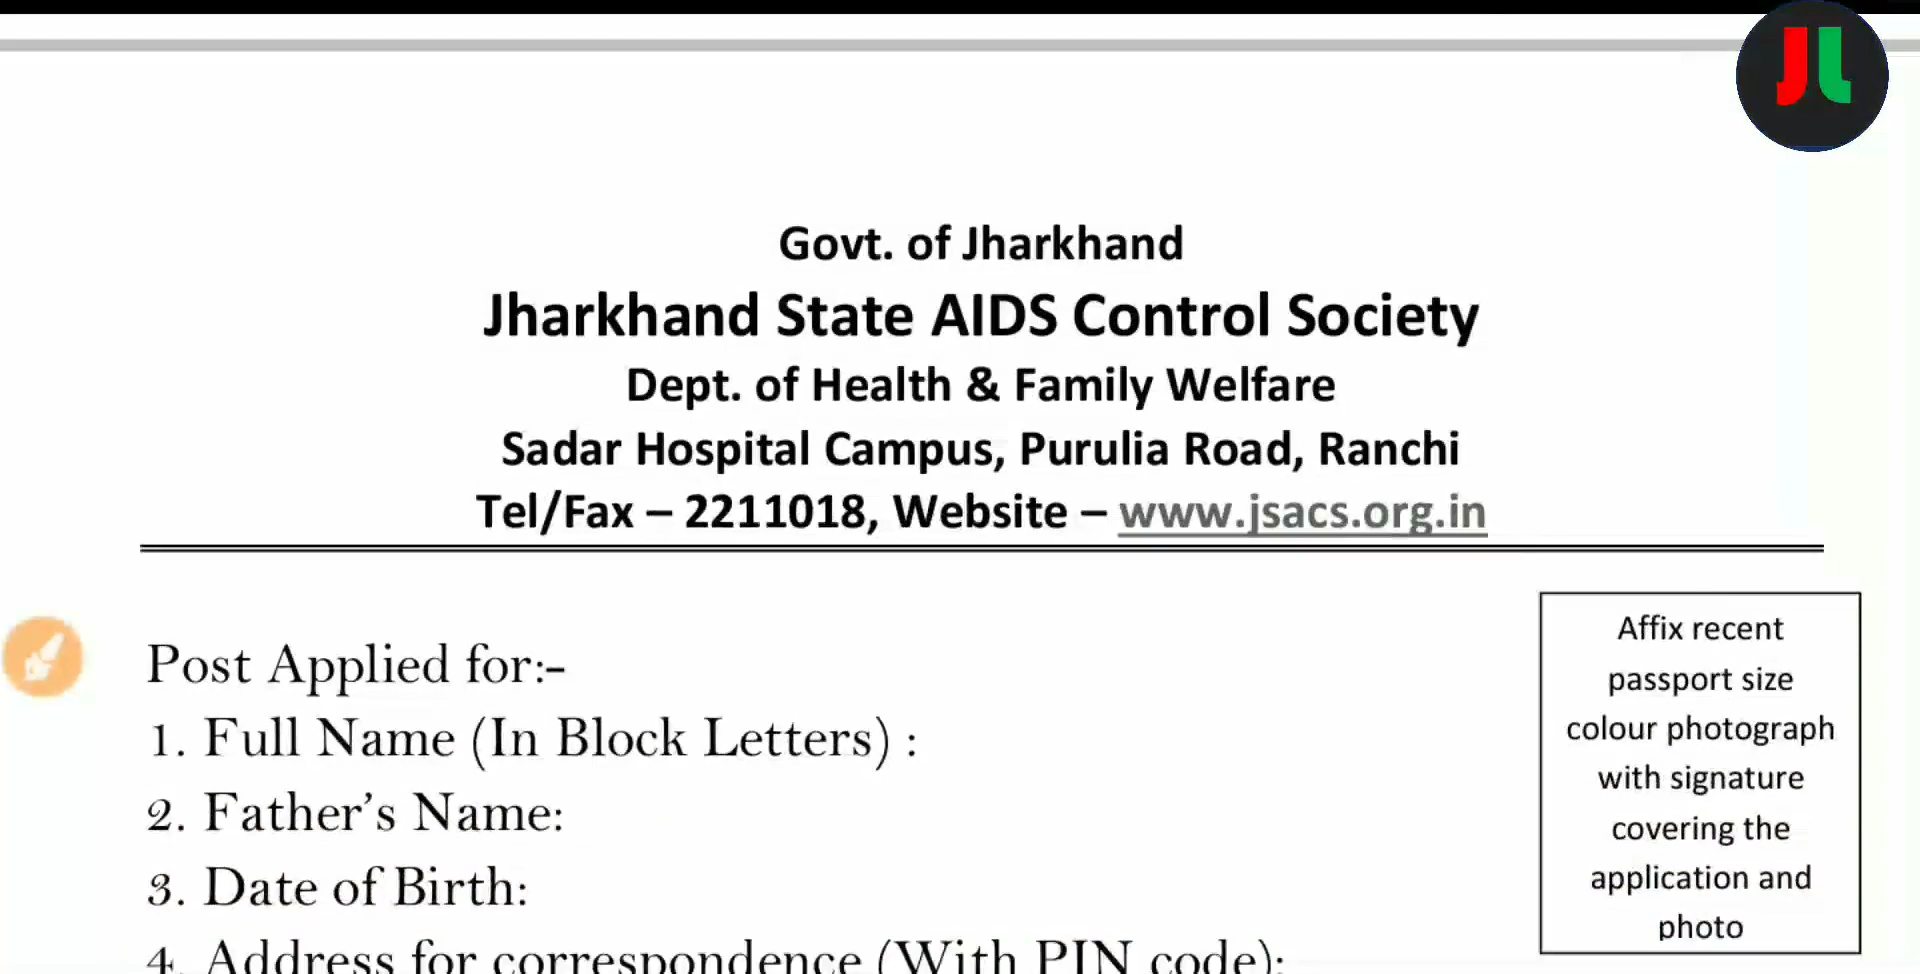 JL
Govt. of Jharkhand
Jharkhand State AIDS Control Society
Dept. of Health & Family Welfare
Sadar Hospital Campus, Purulia Road, Ranchi
Tel/Fax – 2211018, Website – www.jsacs.org.in
Post Applied for:-
1. Full Name (In Block Letters) :
2. Father’s Name:
3. Date of Birth:
4. Address for correspondence (With PIN code):
Affix recent
passport size
colour photograph
with signature
covering the
application and
photo